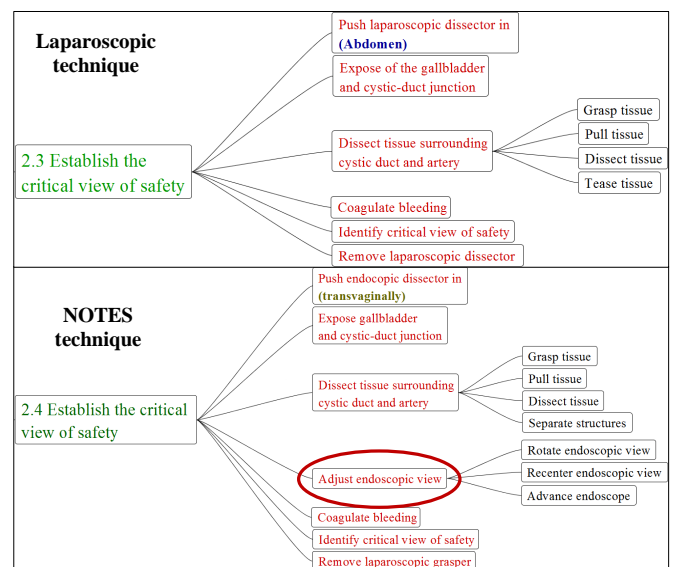 Laparoscopic
technique
2.3 Establish the
critical view of safety
Push laparoscopic dissector in
(Abdomen)
Expose of the gallbladder
and cystic-duct junction
Dissect tissue surrounding
cystic duct and artery
Grasp tissue
Pull tissue
Dissect tissue
Tease tissue
Coagulate bleeding
Identify critical view of safety
Remove laparoscopic dissector
NOTES
technique
2.4 Establish the critical
view of safety
Push endocopic dissector in
(transvaginally)
Expose gallbladder
and cystic-duct junction
Dissect tissue surrounding
cystic duct and artery
Grasp tissue
Pull tissue
Dissect tissue
Separate structures
Adjust endoscopic view
Rotate endoscopic view
Recenter endoscopic view
Advance endoscope
Coagulate bleeding
Identify critical view of safety
Remove laparoscopic grasper